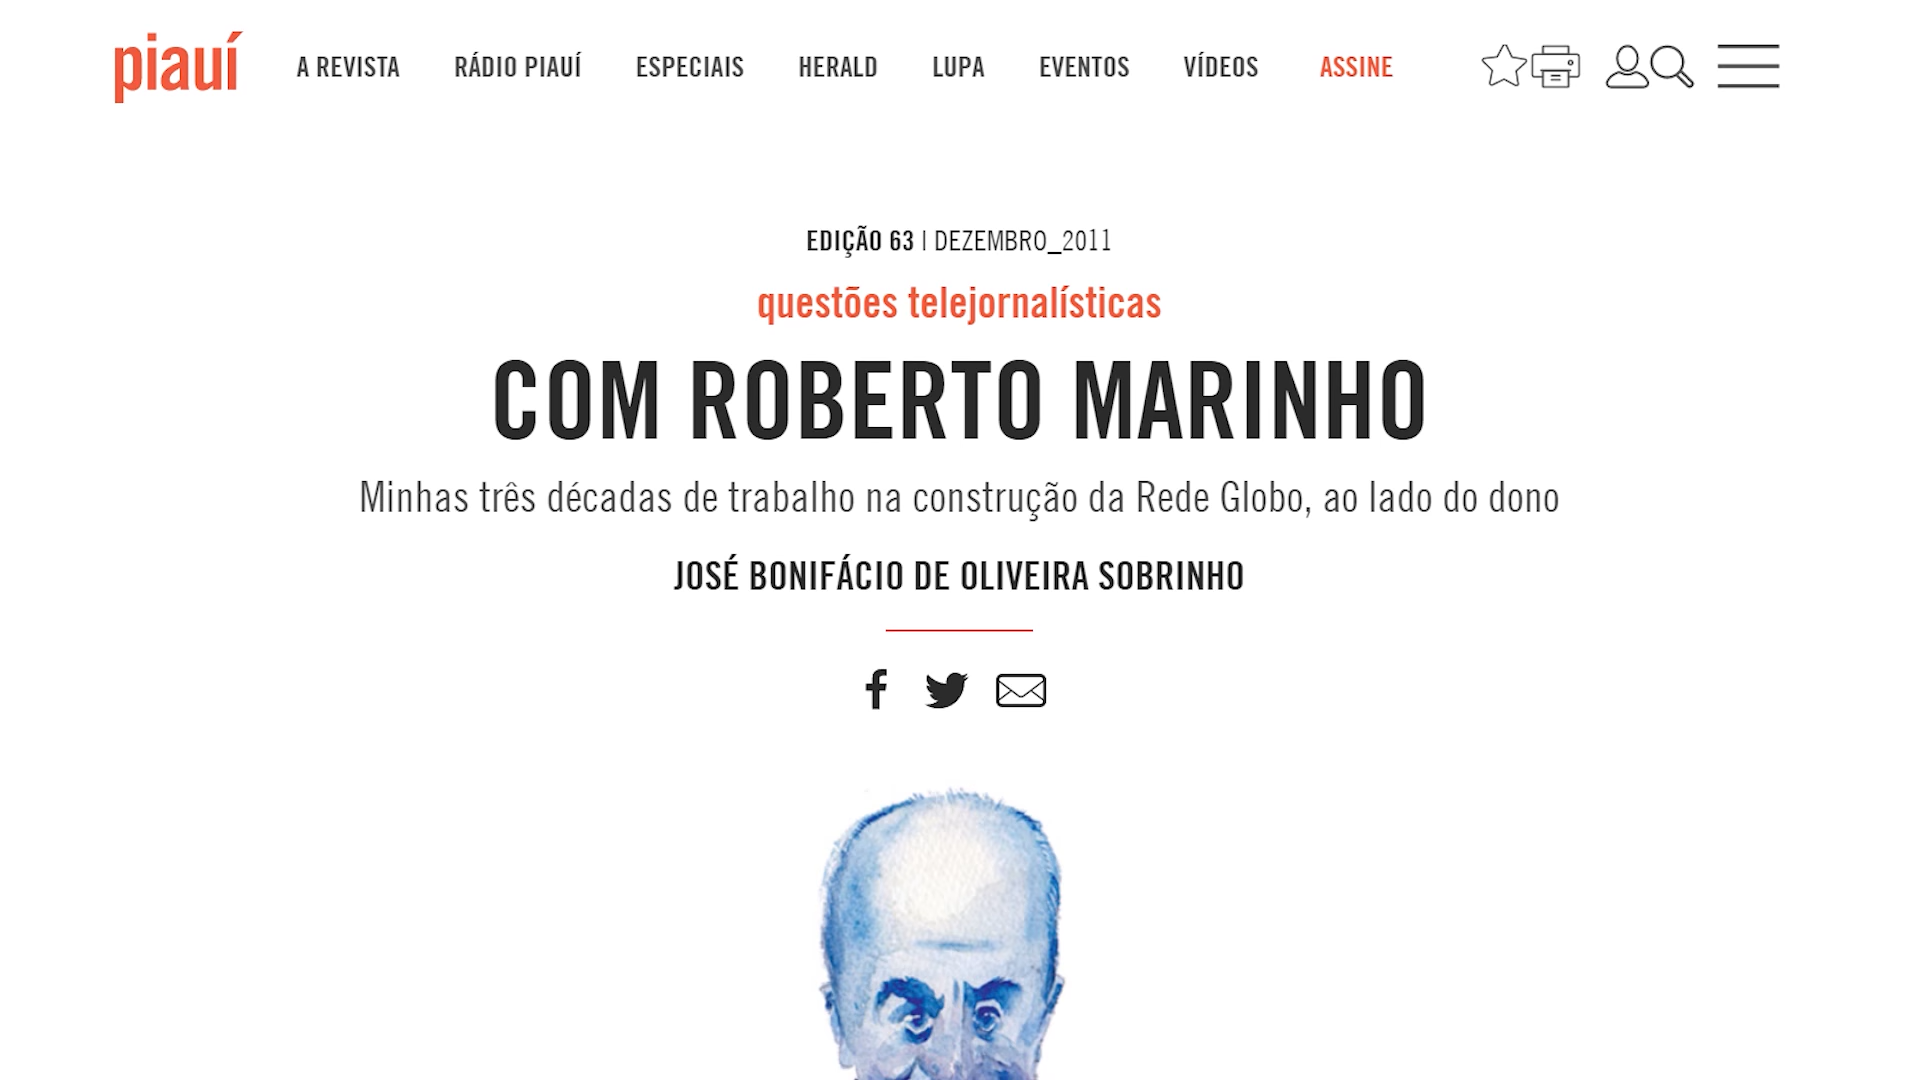 piauí
A REVISTA RÁDIO PIAUÍ ESPECIAIS HERALD LUPA EVENTOS VÍDEOS ASSINE
EDIÇÃO 63 | DEZEMBRO_2011
questões telejornalísticas
COM ROBERTO MARINHO
Minhas três décadas de trabalho na construção da Rede Globo, ao lado do dono
JOSÉ BONIFÁCIO DE OLIVEIRA SOBRINHO